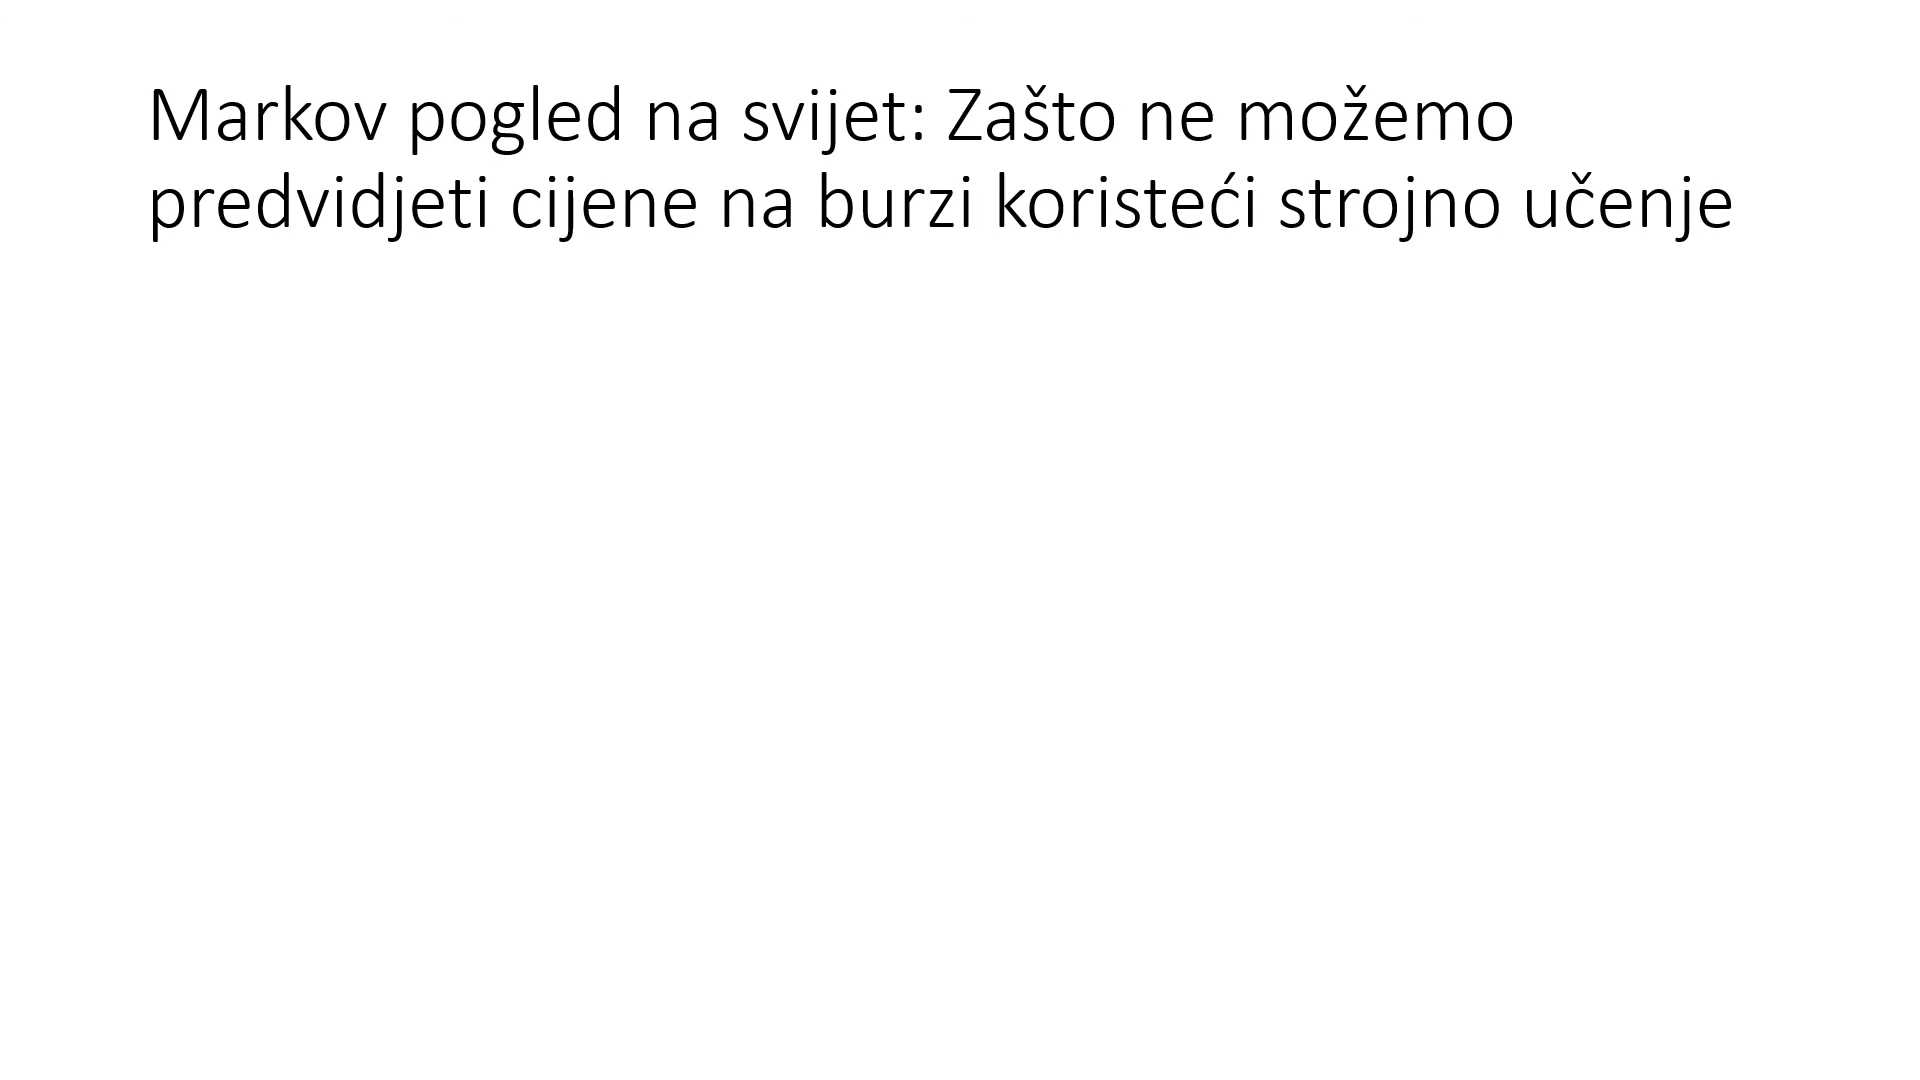 Markov pogled na svijet: Zašto ne možemo
predvidjeti cijene na burzi koristeći strojno učenje